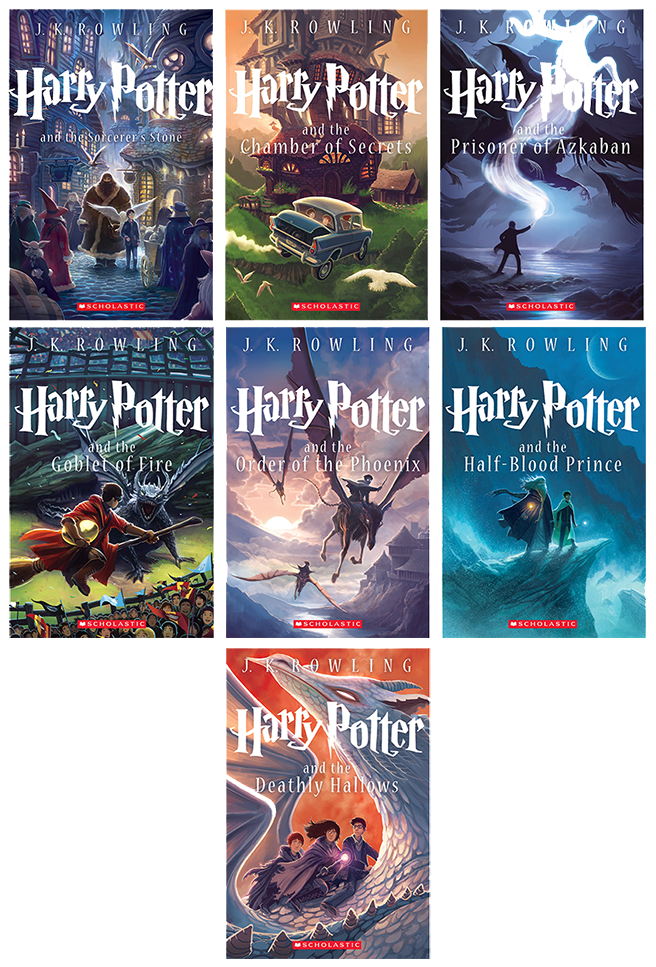 J. K. ROWLING
Harry Potter
and the Sorcerer's Stone
SCHOLASTIC
J. K. ROWLING
Harry Potter
and the
Chamber of Secrets
SCHOLASTIC
J. K. ROWLING
Harry Potter
and the
Prisoner of Azkaban
SCHOLASTIC
J. K. ROWLING
Harry Potter
and the
Goblet of Fire
SCHOLASTIC
J. K. ROWLING
Harry Potter
and the
Order of the Phoenix
SCHOLASTIC
J. K. ROWLING
Harry Potter
and the
Half-Blood Prince
SCHOLASTIC
J. K. ROWLING
Harry Potter
and the
Deathly Hallows
SCHOLASTIC